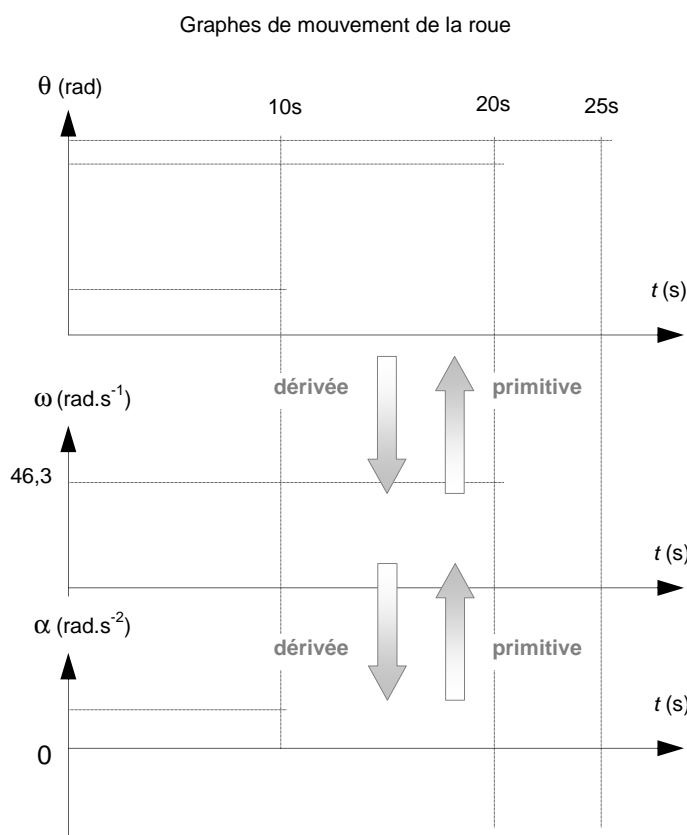 Graphes de mouvement de la roue
θ (rad)
10s 20s 25s
t (s)
dérivée primitive
ω (rad.s-1)
46,3
t (s)
α (rad.s-2)
dérivée primitive
t (s)
0